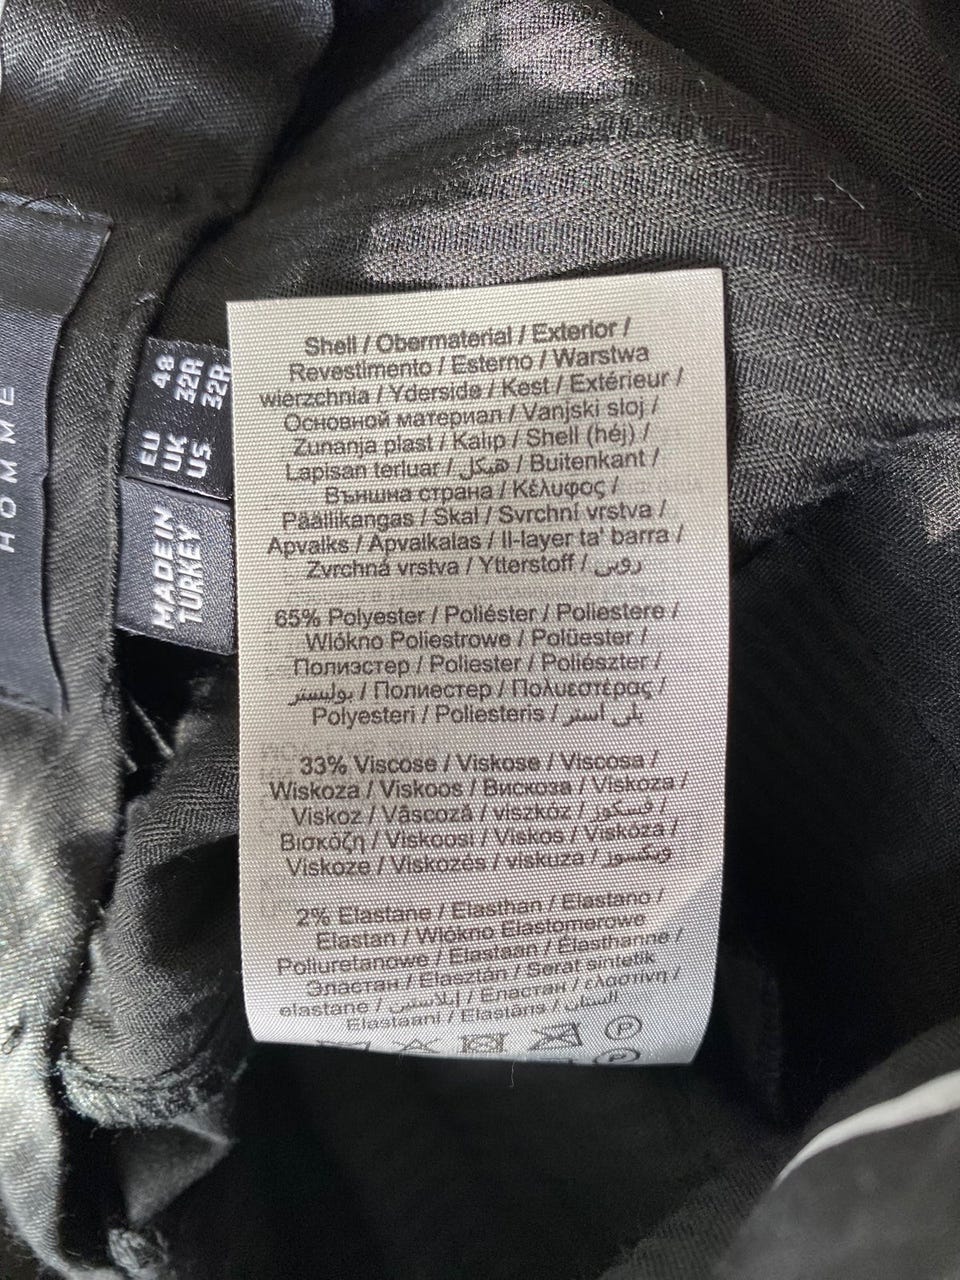 HOMME
EU 48
UK 32R
US 32R
MADE IN
TURKEY
Shell / Obermaterial / Exterior /
Revestimento / Esterno / Warstwa
wierzchnia / Yderside / Kest / Extérieur /
Основной материал / Vanjski sloj /
Zunanja plast / Kalıp / Shell (héj) /
Lapisan terluar / هيكل / Buitenkant /
Външна страна / Κέλυφος /
Päällikangas / Skal / Svrchní vrstva /
Apvalks / Apvalkalas / Il-layer ta' barra /
Zvrchná vrstva / Ytterstoff / رویی
65% Polyester / Poliéster / Poliestere /
Wlókno Poliestrowe / Polüester /
Полиэстер / Poliester / Poliészter /
بوليستر / Полиестер / Πολυεστέρας /
Polyesteri / Poliesteris / پلی استر
33% Viscose / Viskose / Viscosa /
Wiskoza / Viskoos / Вискоза / Viskoza /
Viskoz / Vâscoză / viszkóz / فسكوز /
Βισκόζη / Viskoosi / Viskos / Viskóza /
Viskoze / Viskozės / viskuza / ویکسوز
2% Elastane / Elasthan / Elastano /
Elastan / Wlókno Elastomerowe
Poliuretanowe / Elastaan / Élasthanne /
Эластан / Elasztán / Serat sintetik
elastane / إيلاستين / Еластан / ελαστίνη /
Elastaani / Elastāns / الستان
P
P